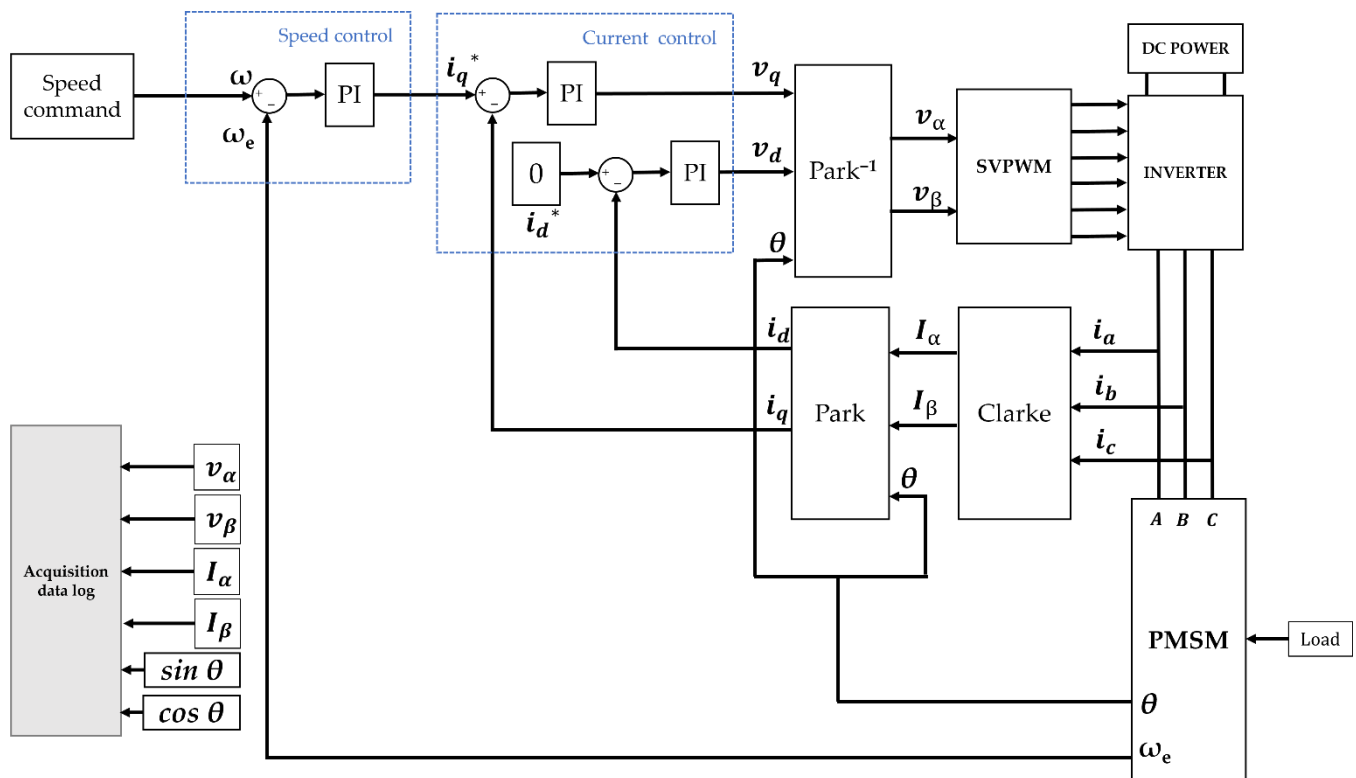 Speed control
Current control
DC POWER
Speed
command
ω
+
−
ωe
PI
iq*
+
−
PI
vq
0
id*
+
−
PI
vd
Park⁻¹
θ
vα
vβ
SVPWM
INVERTER
id
iq
Park
θ
Iα
Iβ
Clarke
ia
ib
ic
A B C
PMSM
Load
θ
ωe
Acquisition
data log
vα
vβ
Iα
Iβ
sin θ
cos θ